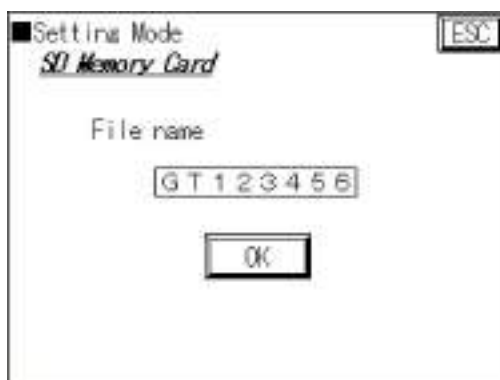 ■Setting Mode
ESC
SD Memory Card
File name
GT123456
OK